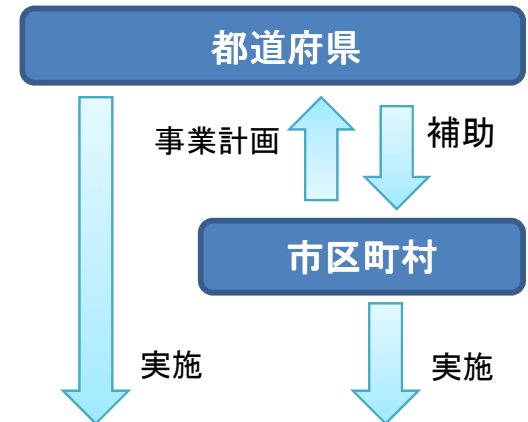 都道府県
事業計画
補助
市区町村
実施
実施